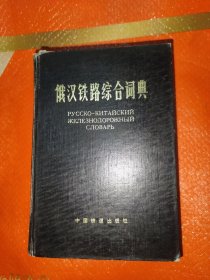 俄汉铁路综合词典
РУССКО-КИТАЙСКИЙ
ЖЕЛЕЗНОДОРОЖНЫЙ
СЛОВАРЬ
中国铁道出版社